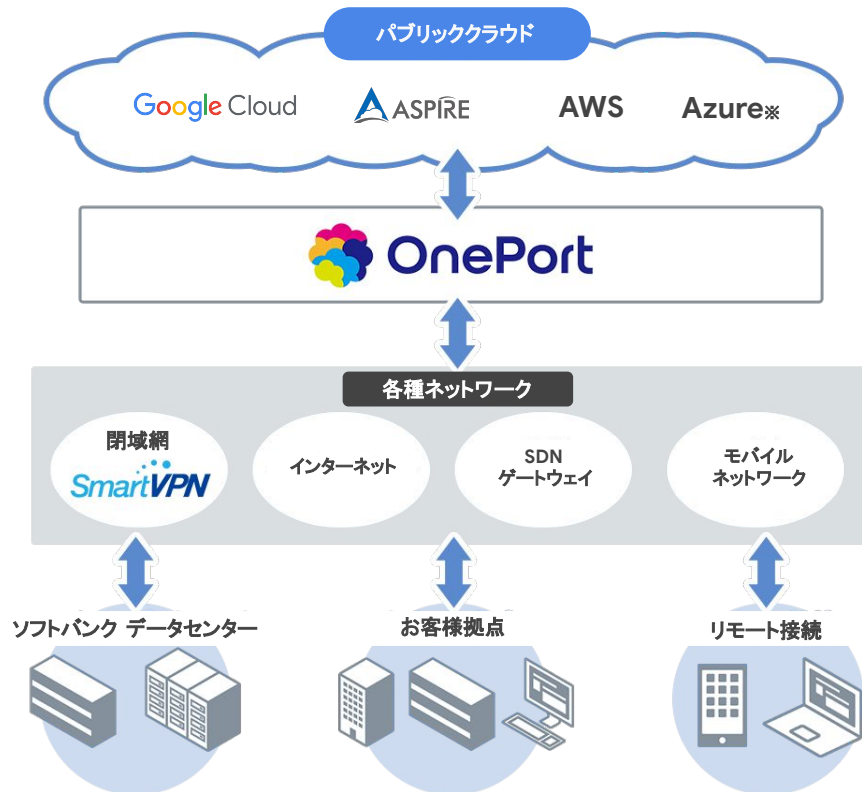 パブリッククラウド
Google Cloud
ASPIRE
AWS
Azure※
OnePort
各種ネットワーク
閉域網
SmartVPN
インターネット
SDN
ゲートウェイ
モバイル
ネットワーク
ソフトバンク データセンター
お客様拠点
リモート接続